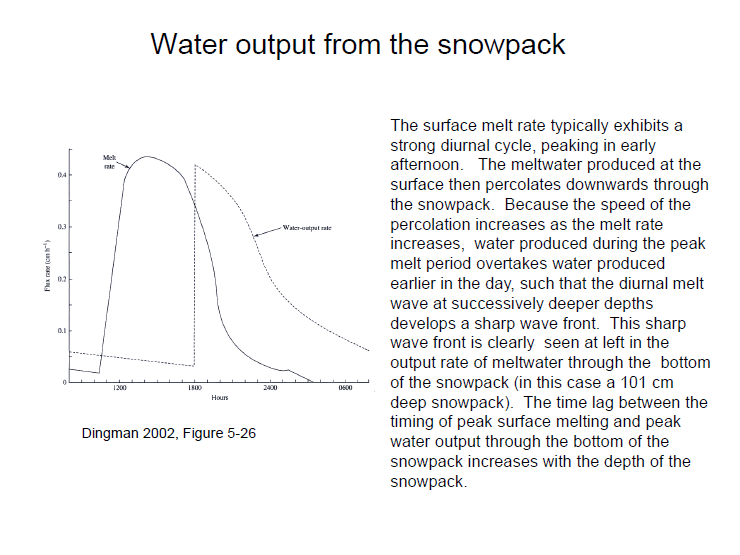 Water output from the snowpack
The surface melt rate typically exhibits a
strong diurnal cycle, peaking in early
afternoon.   The meltwater produced at the
surface then percolates downwards through
the snowpack.  Because the speed of the
percolation increases as the melt rate
increases,  water produced during the peak
melt period overtakes water produced
earlier in the day, such that the diurnal melt
wave at successively deeper depths
develops a sharp wave front.  This sharp
wave front is clearly  seen at left in the
output rate of meltwater through the  bottom
of the snowpack (in this case a 101 cm
deep snowpack).  The time lag between the
timing of peak surface melting and peak
water output through the bottom of the
snowpack increases with the depth of the
snowpack.
Melt
rate
Water-output rate
Flux rate (cm h⁻¹)
0.4
0.3
0.2
0.1
0
1200
1800
2400
0600
Hours
Dingman 2002, Figure 5-26